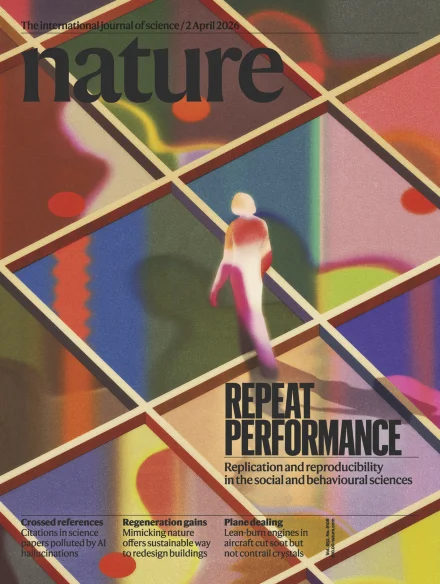 The international journal of science / 2 April 2026
nature
REPEAT
PERFORMANCE
Replication and reproducibility
in the social and behavioural sciences
Crossed references
Citations in science
papers polluted by AI
hallucinations
Regeneration gains
Mimicking nature
offers sustainable way
to redesign buildings
Plane dealing
Lean-burn engines in
aircraft cut soot but
not contrail crystals